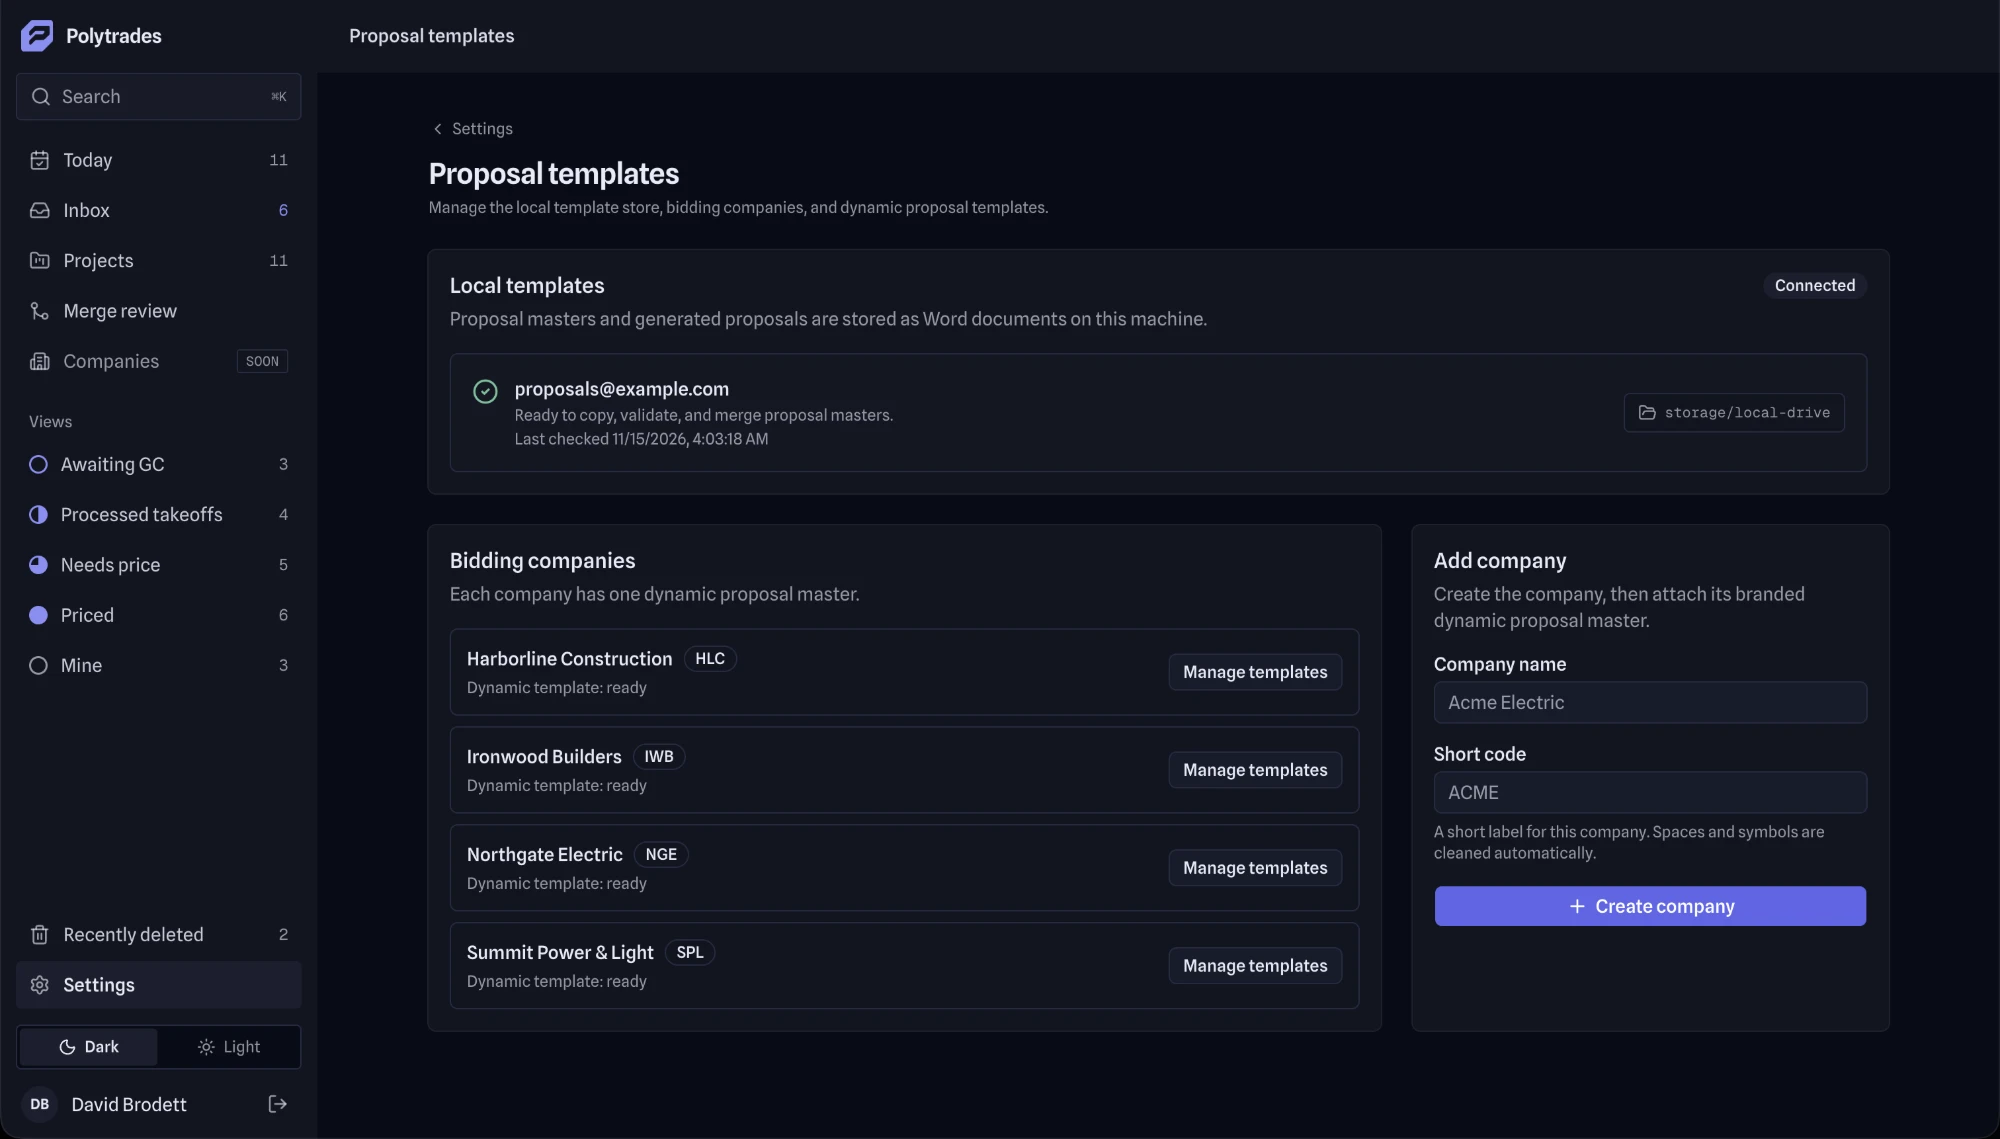 Polytrades
Proposal templates
Search ⌘K
Today 11
Inbox 6
Projects 11
Merge review
Companies SOON
Views
Awaiting GC 3
Processed takeoffs 4
Needs price 5
Priced 6
Mine 3
Recently deleted 2
Settings
Dark Light
DB David Brodett
Settings
Proposal templates
Manage the local template store, bidding companies, and dynamic proposal templates.
Local templates
Connected
Proposal masters and generated proposals are stored as Word documents on this machine.
proposals@example.com
Ready to copy, validate, and merge proposal masters.
Last checked 11/15/2026, 4:03:18 AM
storage/local-drive
Bidding companies
Each company has one dynamic proposal master.
Harborline Construction HLC
Dynamic template: ready
Manage templates
Ironwood Builders IWB
Dynamic template: ready
Manage templates
Northgate Electric NGE
Dynamic template: ready
Manage templates
Summit Power & Light SPL
Dynamic template: ready
Manage templates
Add company
Create the company, then attach its branded
dynamic proposal master.
Company name
Acme Electric
Short code
ACME
A short label for this company. Spaces and symbols are
cleaned automatically.
+ Create company